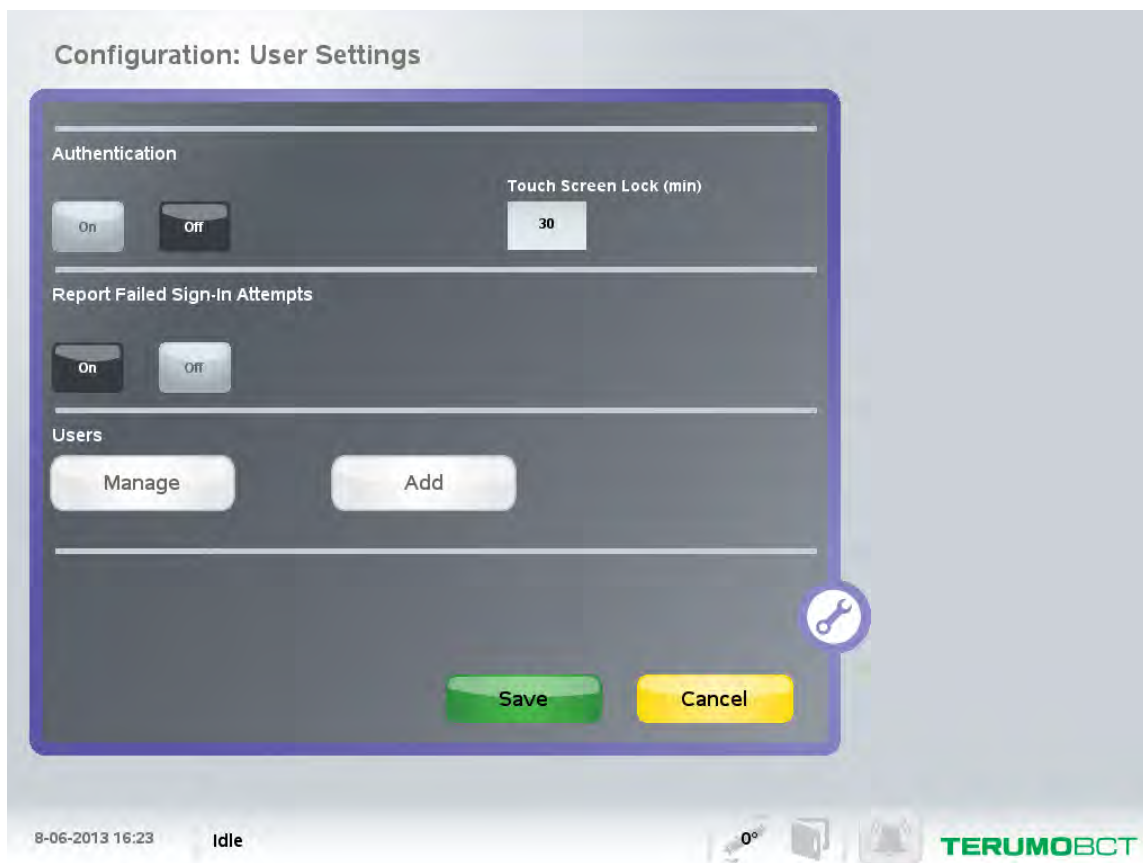 Configuration: User Settings
Authentication
Touch Screen Lock (min)
On Off 30
Report Failed Sign-In Attempts
On Off
Users
Manage Add
Save Cancel
8-06-2013 16:23 Idle 0° TERUMOBCT